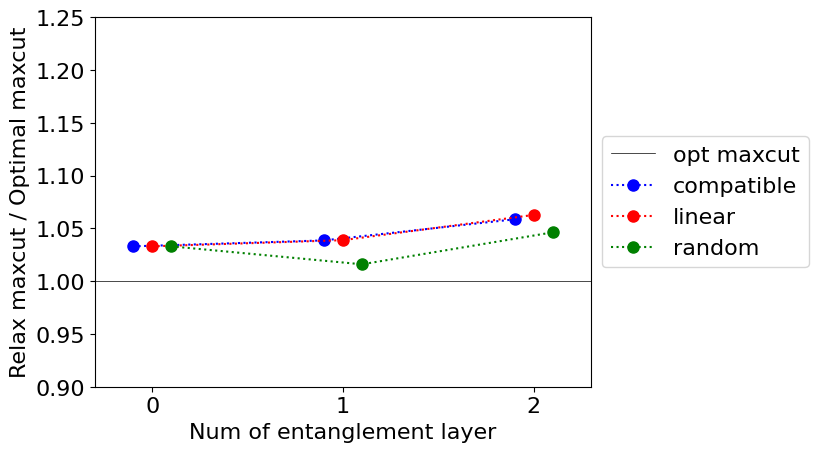 Relax maxcut / Optimal maxcut
1.25
1.20
1.15
1.10
1.05
1.00
0.95
0.90
0
1
2
Num of entanglement layer
opt maxcut
compatible
linear
random